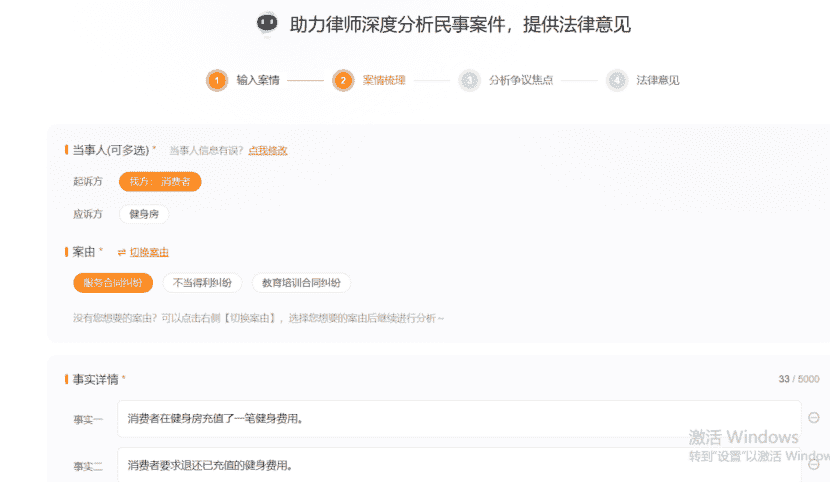 助力律师深度分析民事案件，提供法律意见
1 输入案情 2 案情梳理 3 分析争议焦点 4 法律意见
当事人(可多选) * 当事人信息有误？ 点我修改
起诉方 我方： 消费者
应诉方 健身房
案由 * ⇌ 切换案由
服务合同纠纷 不当得利纠纷 教育培训合同纠纷
没有您想要的案由？可以点击右侧【切换案由】，选择您想要的案由后继续进行分析～
事实详情 * 33 / 5000
事实一 消费者在健身房充值了一笔健身费用。
激活 Windows
转到"设置"以激活 Window
事实二 消费者要求退还已充值的健身费用。